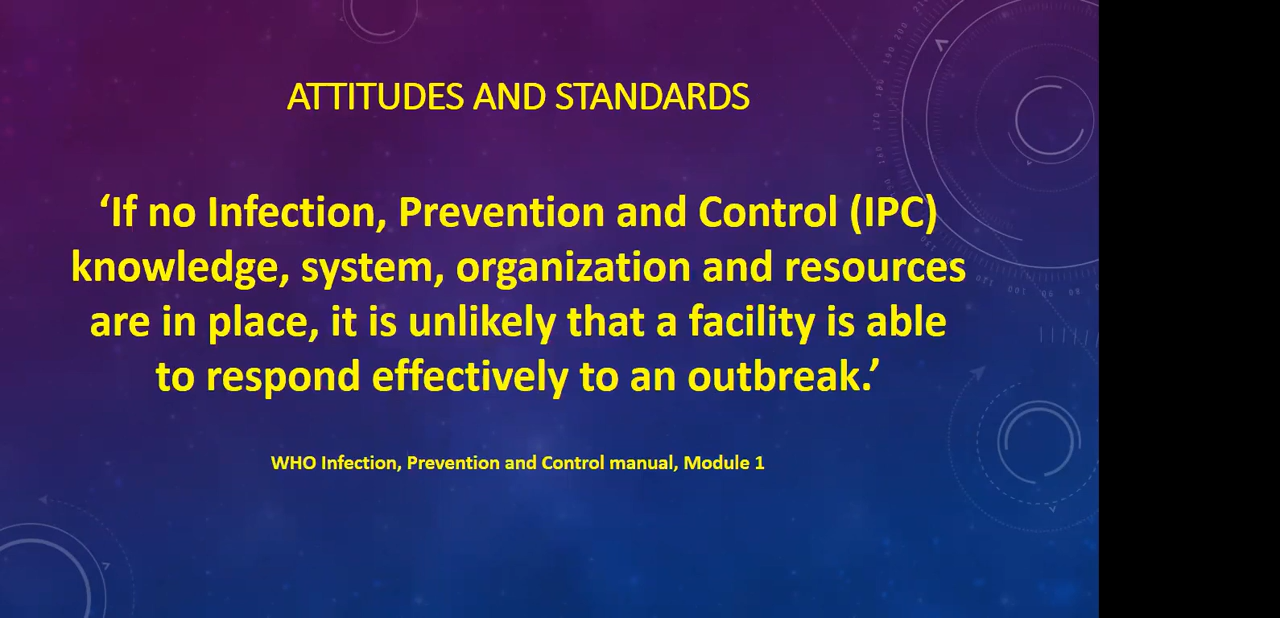 ATTITUDES AND STANDARDS
‘If no Infection, Prevention and Control (IPC)
knowledge, system, organization and resources
are in place, it is unlikely that a facility is able
to respond effectively to an outbreak.’
WHO Infection, Prevention and Control manual, Module 1